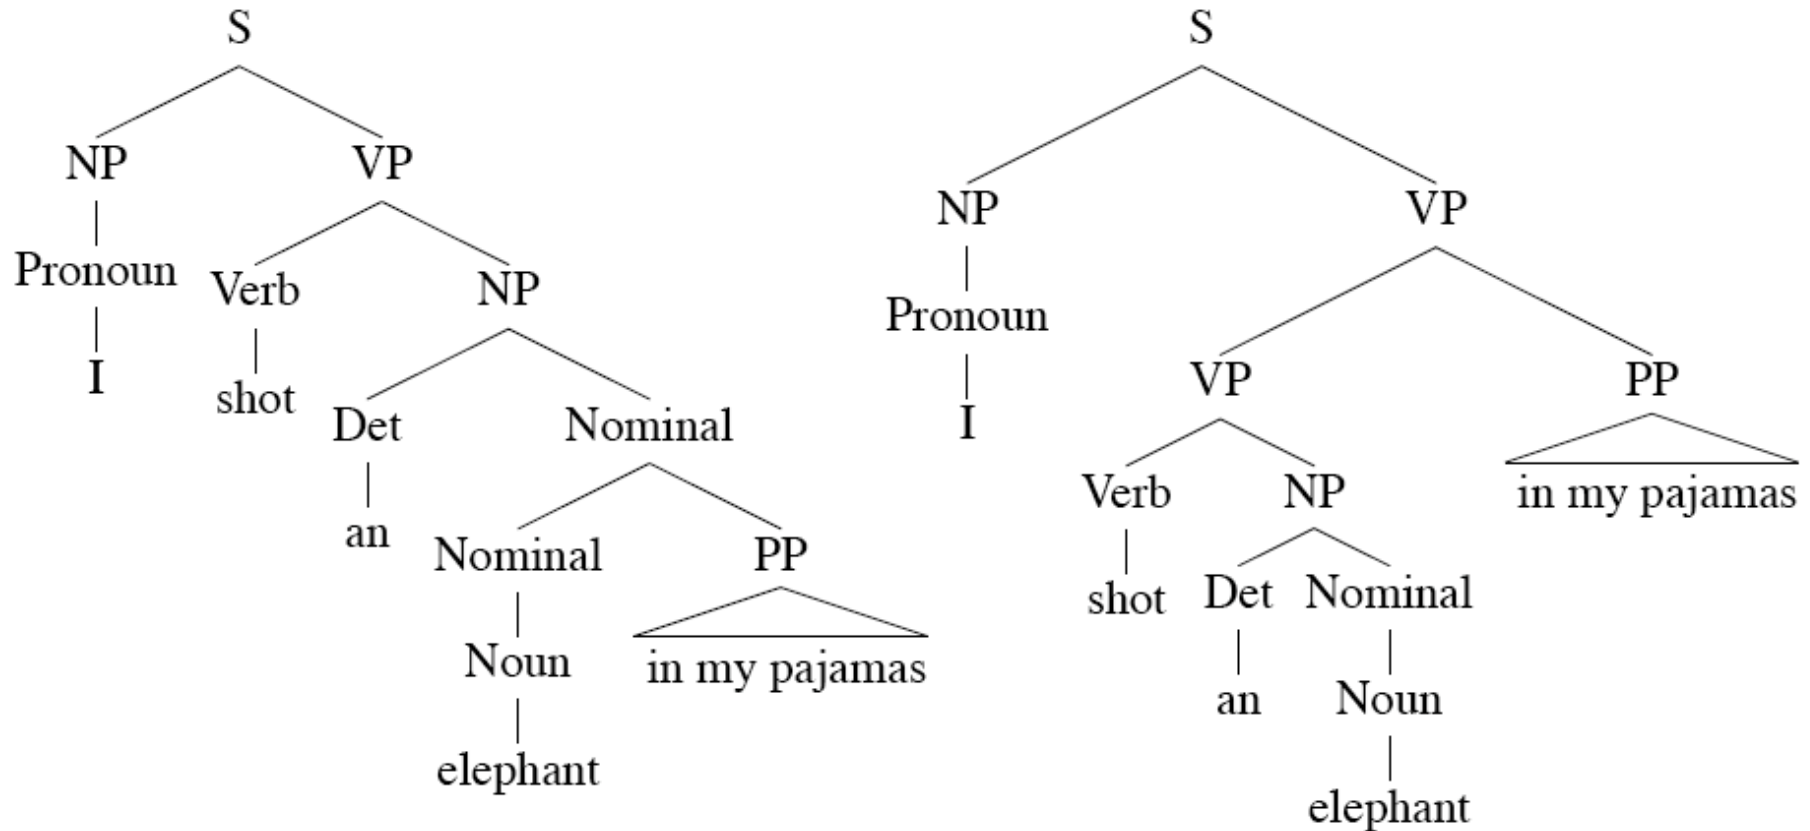 S
NP VP
Pronoun Verb NP
I shot Det Nominal
an Nominal PP
Noun in my pajamas
elephant
S
NP VP
Pronoun VP PP
I Verb NP in my pajamas
shot Det Nominal
an Noun
elephant